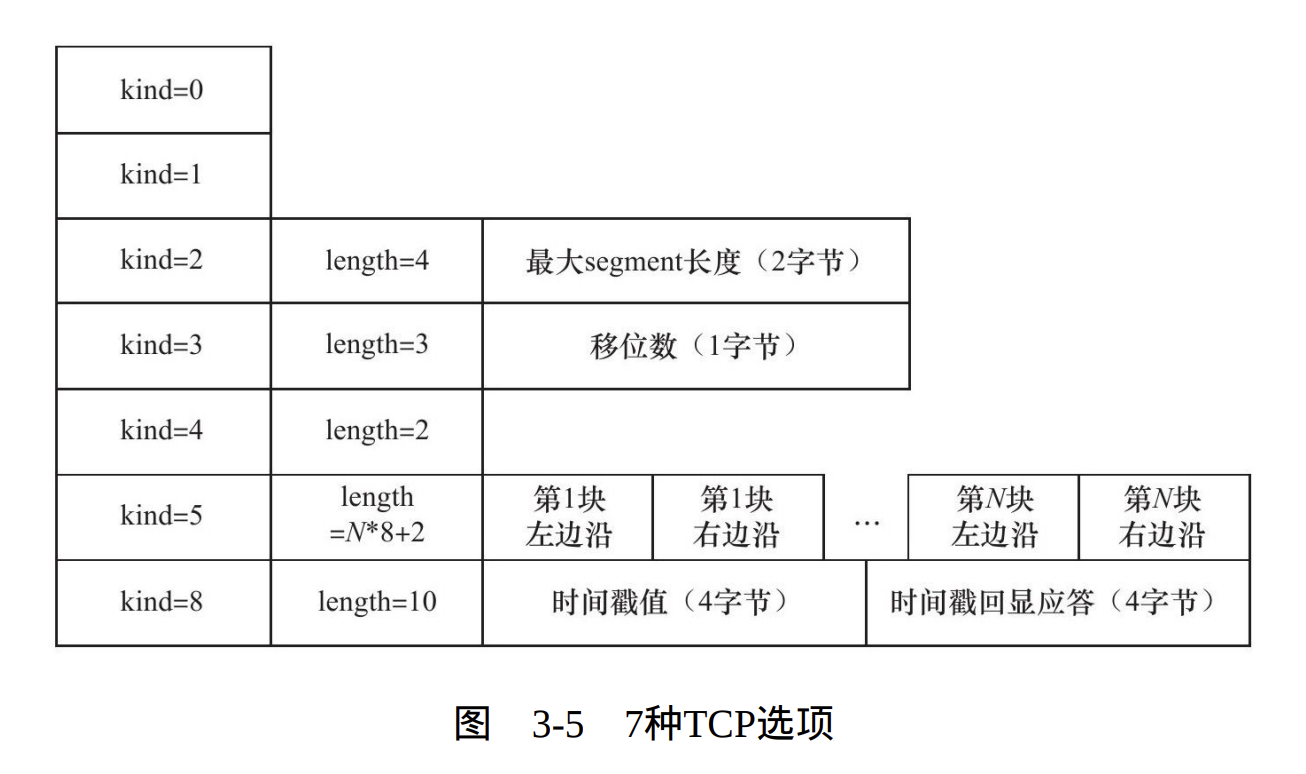 kind=0
kind=1
kind=2 length=4 最大segment长度（2字节）
kind=3 length=3 移位数（1字节）
kind=4 length=2
kind=5 length =N*8+2 第1块左边沿 第1块右边沿 … 第N块左边沿 第N块右边沿
kind=8 length=10 时间戳值（4字节） 时间戳回显应答（4字节）
图 3-5 7种TCP选项